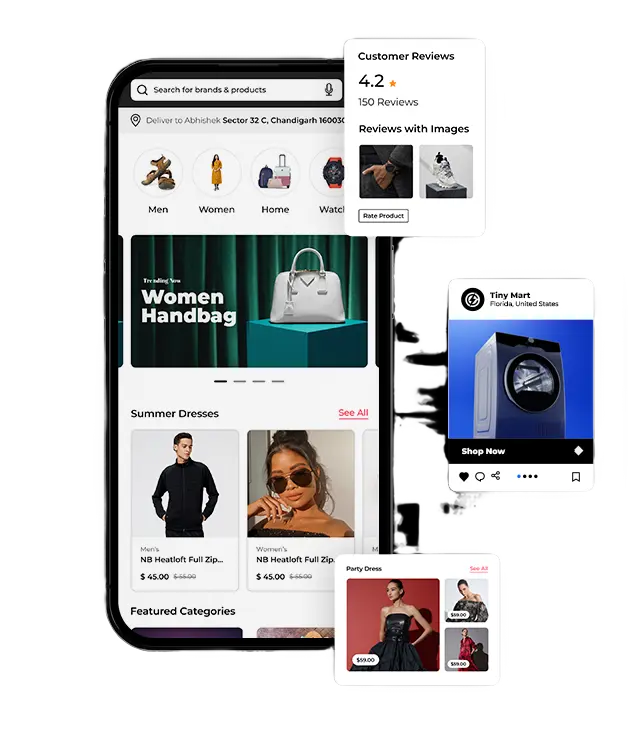 Search for brands & products
Deliver to Abhishek Sector 32 C, Chandigarh 16003
Men
Women
Home
Watc
Trending Now
Women
Handbag
Summer Dresses
See All
Men's
NB Heatloft Full Zip...
$ 45.00 $ 55.00
Women's
NB Heatloft Full Zip...
$ 45.00 $ 55.00
M
Featured Categories
Customer Reviews
4.2
150 Reviews
Reviews with Images
Rate Product
Tiny Mart
Florida, United States
Shop Now
Party Dress
See All
$59.00
$59.00
$59.00